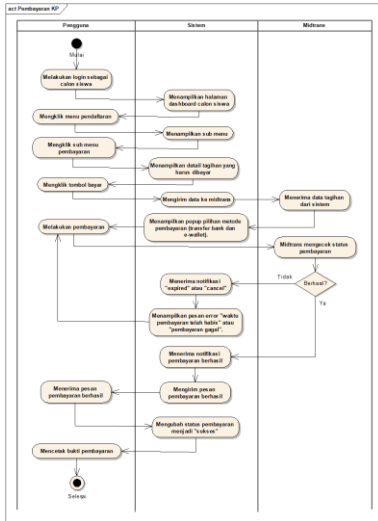 act Pembayaran KP
Pengguna
Sistem
Midtrans
Mulai
Melakukan login sebagai
calon siswa
Menampilkan halaman
dashboard calon siswa
Mengklik menu pendaftaran
Menampilkan sub menu
Mengklik sub menu
pembayaran
Menampilkan detail tagihan yang
harus dibayar
Mengklik tombol bayar
Mengirim data ke midtrans
Menerima data tagihan
dari sistem
Menampilkan popup pilihan metode
pembayaran (transfer bank dan
e-wallet).
Melakukan pembayaran
Midtrans mengecek status
pembayaran
Tidak
Berhasil?
Ya
Menerima notifikasi
"expired" atau "cancel"
Menampilkan pesan error "waktu
pembayaran telah habis" atau
"pembayaran gagal".
Menerima notifikasi
pembayaran berhasil
Mengirim pesan
pembayaran berhasil
Menerima pesan
pembayaran berhasil
Mengubah status pembayaran
menjadi "sukses"
Mencetak bukti pembayaran
Selesai